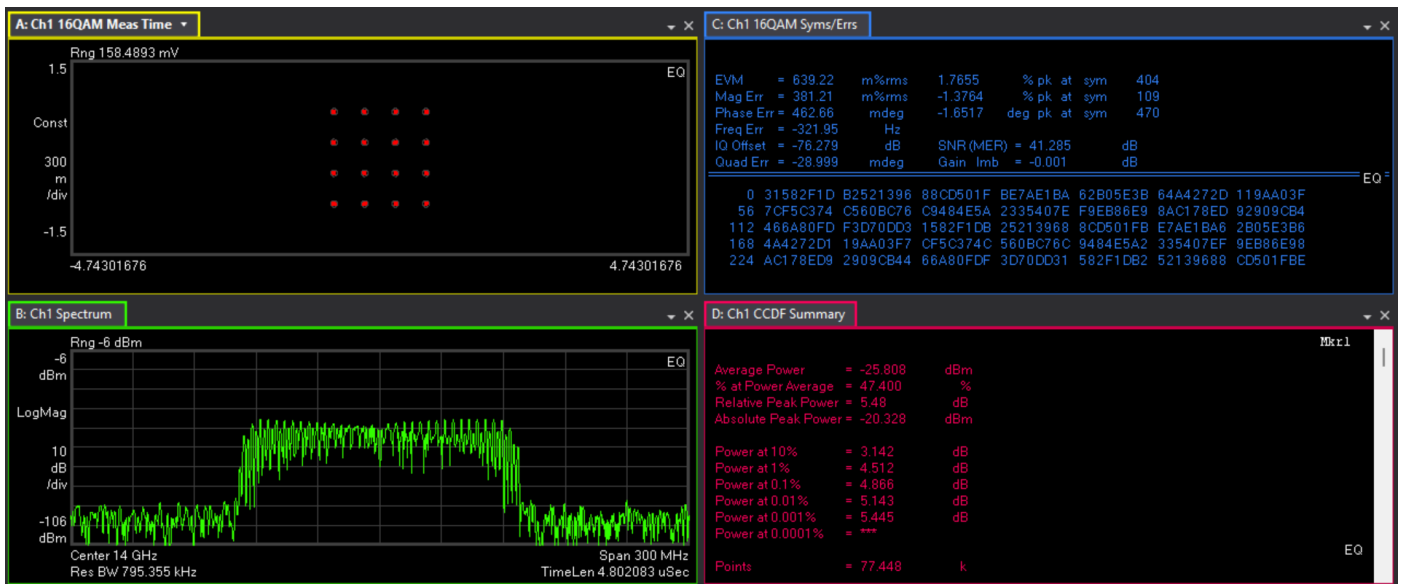 A: Ch1 16QAM Meas Time
Rng 158.4893 mV
1.5
EQ
Const
300
m
/div
-1.5
-4.74301676
4.74301676
C: Ch1 16QAM Syms/Errs
EVM = 639.22 m%rms 1.7655 % pk at sym 404
Mag Err = 381.21 m%rms -1.3764 % pk at sym 109
Phase Err = 462.66 mdeg -1.6517 deg pk at sym 470
Freq Err = -321.95 Hz
IQ Offset = -76.279 dB SNR(MER) = 41.285 dB
Quad Err = -28.999 mdeg Gain Imb = -0.001 dB
EQ
0 31582F1D B2521396 88CD501F BE7AE1BA 62B05E3B 64A4272D 119AA03F
56 7CF5C374 C560BC76 C9484E5A 2335407E F9EB86E9 8AC178ED 92909CB4
112 466A80FD F3D70DD3 1582F1DB 25213968 8CD501FB E7AE1BA6 2B05E3B6
168 4A4272D1 19AA03F7 CF5C374C 560BC76C 9484E5A2 335407EF 9EB86E98
224 AC178ED9 2909CB44 66A80FDF 3D70DD31 582F1DB2 52139688 CD501FBE
B: Ch1 Spectrum
Rng -6 dBm
-6
dBm
EQ
LogMag
10
dB
/div
-106
dBm
Center 14 GHz
Span 300 MHz
Res BW 795.355 kHz
TimeLen 4.802083 uSec
D: Ch1 CCDF Summary
Mkr1
Average Power = -25.808 dBm
% at Power Average = 47.400 %
Relative Peak Power = 5.48 dB
Absolute Peak Power = -20.328 dBm
Power at 10% = 3.142 dB
Power at 1% = 4.512 dB
Power at 0.1% = 4.866 dB
Power at 0.01% = 5.143 dB
Power at 0.001% = 5.445 dB
Power at 0.0001% = ***
EQ
Points = 77.448 k